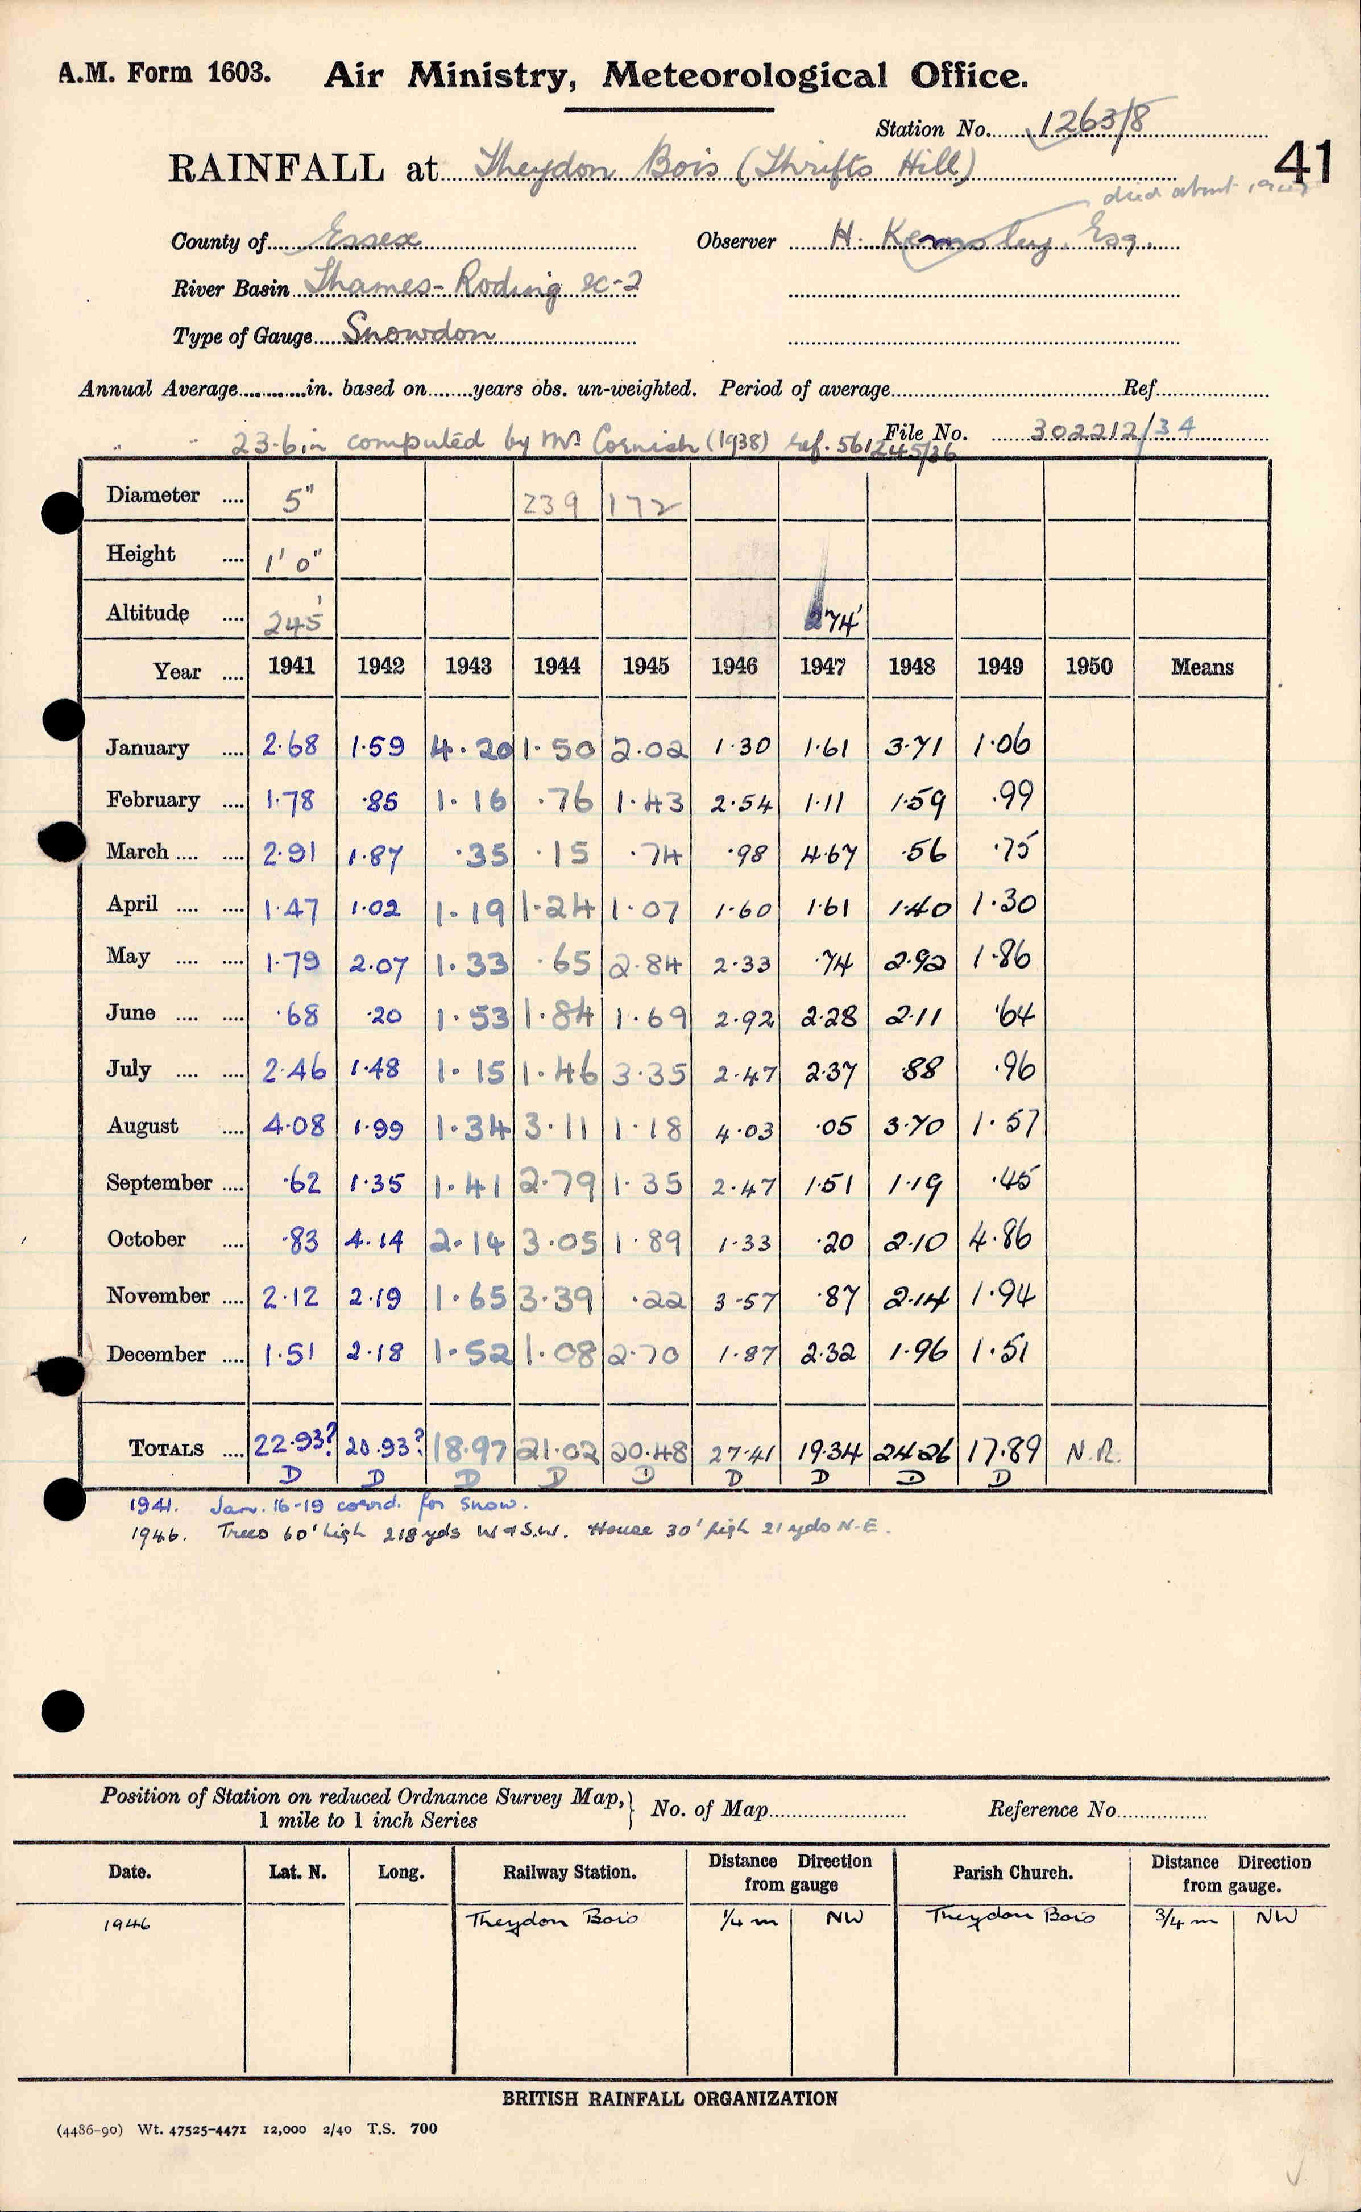 A.M. Form 1603. Air Ministry, Meteorological Office.
Station No. 1263/8
41
RAINFALL at Theydon Bois (Thrifts Hill)
died about
County of Essex Observer H. Kemsley. Esq.
River Basin Thames-Roding
Type of Gauge Snowdon
Annual Average in. based on years obs. un-weighted. Period of average Ref
" " 23.6 in computed by Mr Cornish (1938) ref. 561245/36 File No. 302212/34
Diameter .... 5" 239 172
Height .... 1' 0"
Altitude .... 245' 274'
Year .... 1941 1942 1943 1944 1945 1946 1947 1948 1949 1950 Means
January .... 2.68 1.59 4.20 1.50 2.02 1.30 1.61 3.71 1.06
February .... 1.78 .85 1.16 .76 1.43 2.54 1.11 1.59 .99
March .... .... 2.91 1.87 .35 .15 .74 .98 4.67 .56 .75
April .... .... 1.47 1.02 1.19 1.24 1.07 1.60 1.61 1.40 1.30
May .... .... 1.79 2.07 1.33 .65 2.84 2.33 .74 2.92 1.86
June .... .... .68 .20 1.53 1.84 1.69 2.92 2.28 2.11 .64
July .... .... 2.46 1.48 1.15 1.46 3.35 2.47 2.37 .88 .96
August .... 4.08 1.99 1.34 3.11 1.18 4.03 .05 3.70 1.57
September .... .62 1.35 1.41 2.79 1.35 2.47 1.51 1.19 .45
October .... .83 4.14 2.14 3.05 1.89 1.33 .20 2.10 4.86
November .... 2.12 2.19 1.65 3.39 .22 3.57 .87 2.14 1.94
December .... 1.51 2.18 1.52 1.08 2.70 1.87 2.32 1.96 1.51
TOTALS .... 22.93? 20.93? 18.97 21.02 20.48 27.41 19.34 24.26 17.89 N.R.
D D D D D D D D D
1941. Jan. 16-19 corrd. for snow.
1946. Trees 60' high 218 yds W & S.W. House 30' high 21 yds N-E.
Position of Station on reduced Ordnance Survey Map, 1 mile to 1 inch Series No. of Map Reference No.
Date. Lat. N. Long. Railway Station. Distance Direction from gauge Parish Church. Distance Direction from gauge.
1946 Theydon Bois 1/4 m NW Theydon Bois 3/4 m NW
BRITISH RAINFALL ORGANIZATION
(4486-90) Wt. 47525-4471 12,000 2/40 T.S. 700